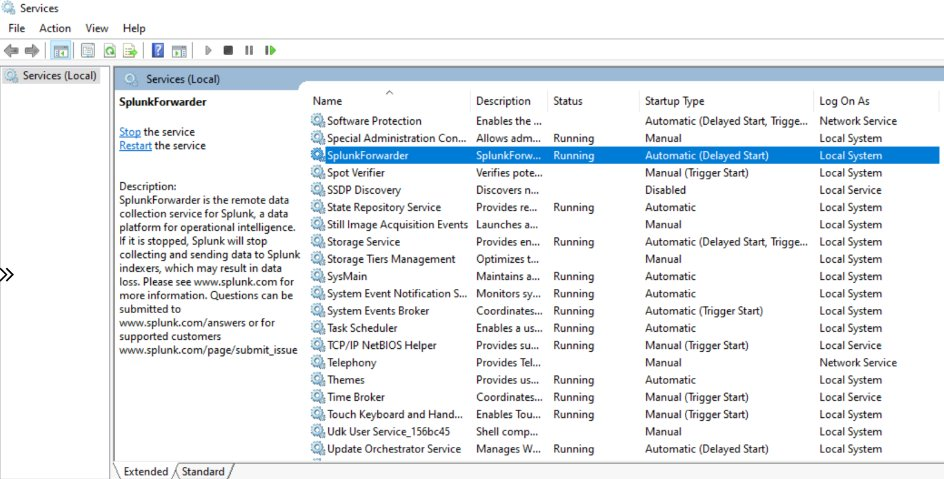 Services
File Action View Help
Services (Local)
Services (Local)
SplunkForwarder
Stop the service
Restart the service
Description:
SplunkForwarder is the remote data
collection service for Splunk, a data
platform for operational intelligence.
If it is stopped, Splunk will stop
collecting and sending data to Splunk
indexers, which may result in data
loss. Please see www.splunk.com for
more information. Questions can be
submitted to
www.splunk.com/answers or for
supported customers
www.splunk.com/page/submit_issue
Name Description Status Startup Type Log On As
Software Protection Enables the ... Automatic (Delayed Start, Trigge... Network Service
Special Administration Con... Allows adm... Running Manual Local System
SplunkForwarder SplunkForw... Running Automatic (Delayed Start) Local System
Spot Verifier Verifies pote... Manual (Trigger Start) Local System
SSDP Discovery Discovers n... Disabled Local Service
State Repository Service Provides re... Running Automatic Local System
Still Image Acquisition Events Launches a... Manual Local System
Storage Service Provides en... Running Automatic (Delayed Start, Trigge... Local System
Storage Tiers Management Optimizes t... Manual Local System
SysMain Maintains a... Running Automatic Local System
System Event Notification S... Monitors sy... Running Automatic Local System
System Events Broker Coordinates... Running Automatic (Trigger Start) Local System
Task Scheduler Enables a us... Running Automatic Local System
TCP/IP NetBIOS Helper Provides su... Running Manual (Trigger Start) Local Service
Telephony Provides Tel... Manual Network Service
Themes Provides us... Running Automatic Local System
Time Broker Coordinates... Running Manual (Trigger Start) Local Service
Touch Keyboard and Hand... Enables Tou... Running Manual (Trigger Start) Local System
Udk User Service_156bc45 Shell comp... Manual Local System
Update Orchestrator Service Manages W... Running Automatic (Delayed Start) Local System
Extended Standard